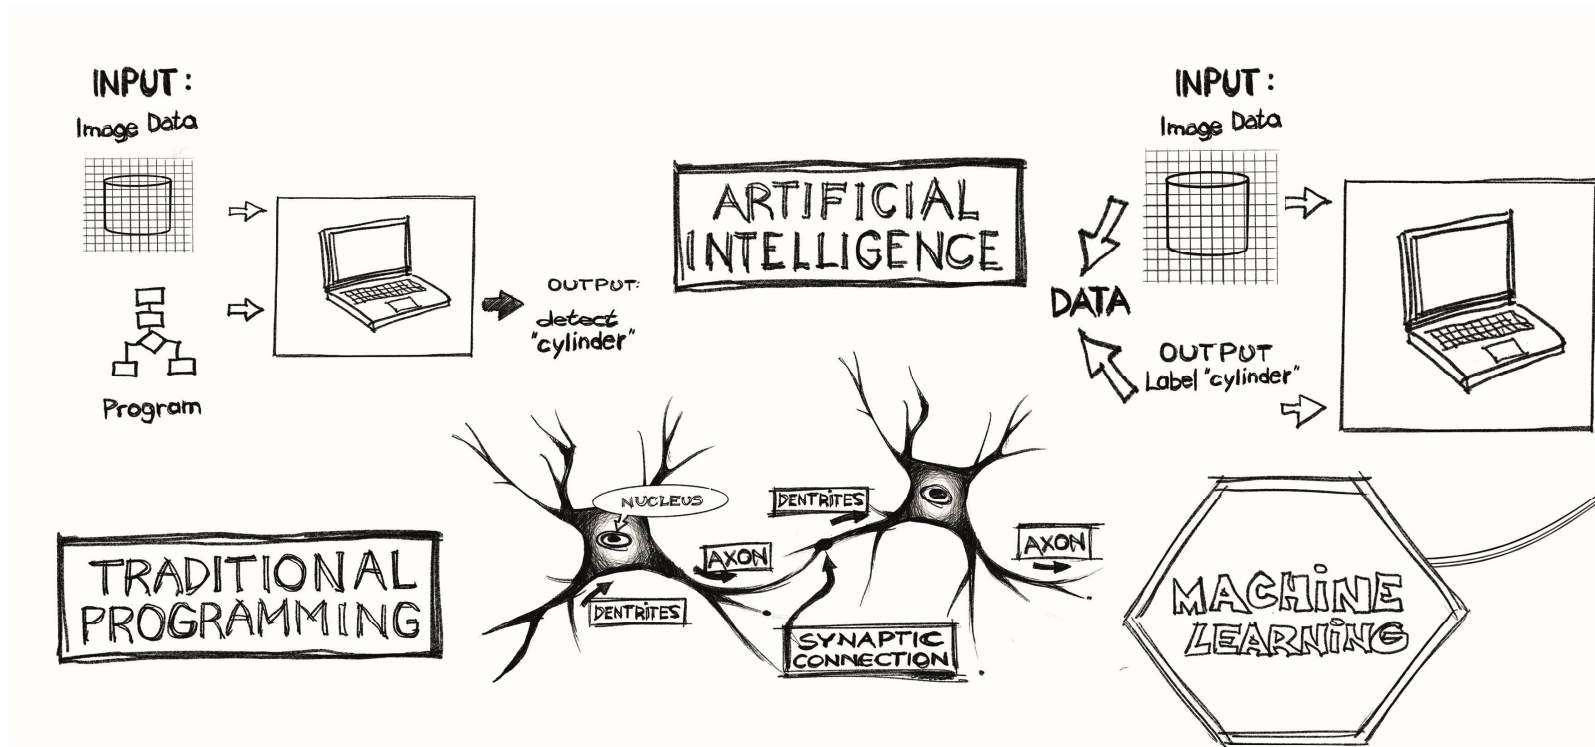 INPUT:
Image Data
Program
OUTPUT:
detect
"cylinder"
ARTIFICIAL
INTELLIGENCE
INPUT:
Image Data
DATA
OUTPUT
Label "cylinder"
TRADITIONAL
PROGRAMMING
NUCLEUS
DENTRITES
AXON
DENTRITES
AXON
SYNAPTIC
CONNECTION
MACHiNE
LEARNiNG